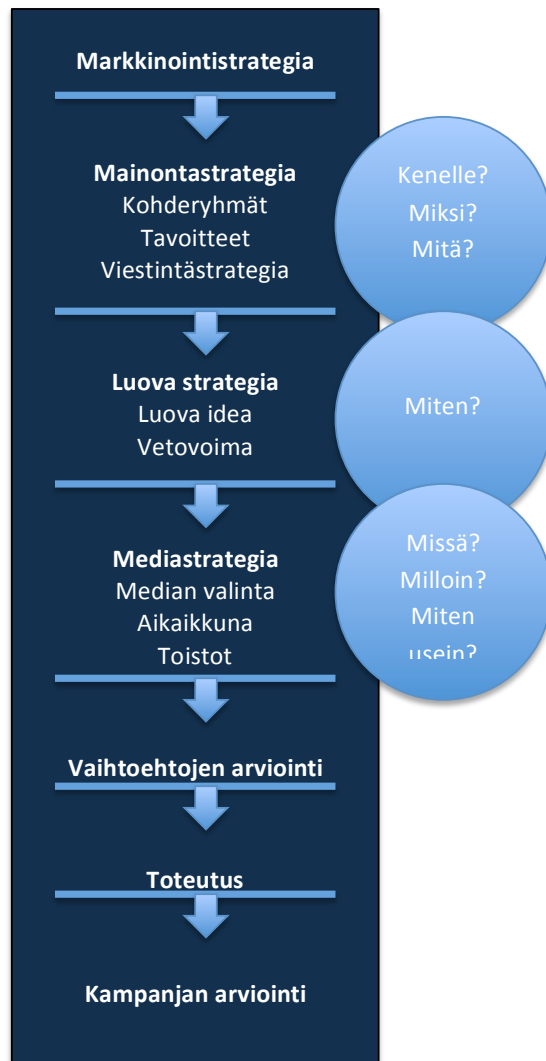 Markkinointistrategia
Mainontastrategia
Kohderyhmät
Tavoitteet
Viestintästrategia
Kenelle?
Miksi?
Mitä?
Luova strategia
Luova idea
Vetovoima
Miten?
Mediastrategia
Median valinta
Aikaikkuna
Toistot
Missä?
Milloin?
Miten
usein?
Vaihtoehtojen arviointi
Toteutus
Kampanjan arviointi